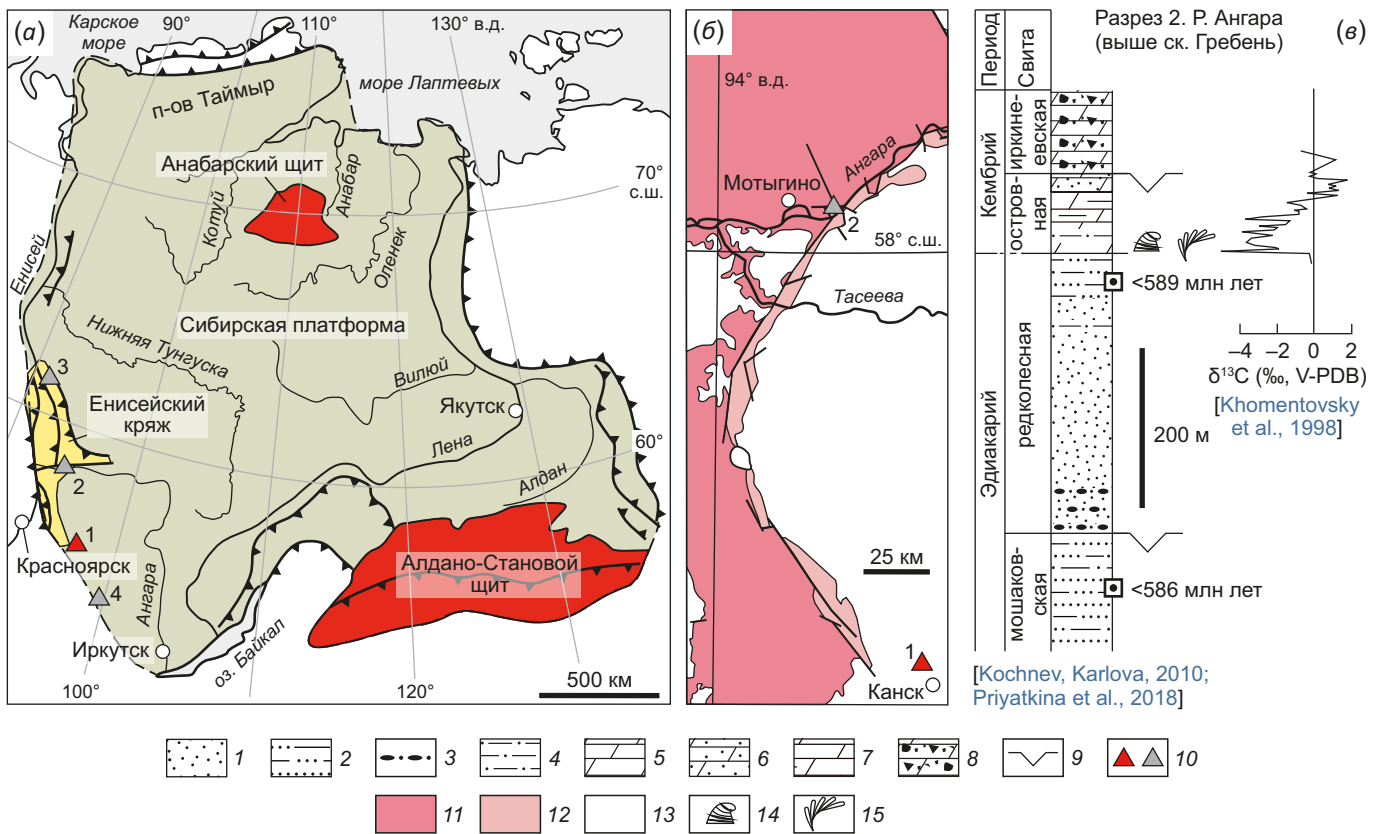 (а)
Карское
море
90°
110°
130° в.д.
море Лаптевых
п-ов Таймыр
Анабарский щит
Анабар
Котуй
Оленек
70°
с.ш.
Енисей
Сибирская платформа
Нижняя Тунгуска
Вилюй
3
Енисейский
кряж
Якутск
60°
Лена
Алдан
2
1
Красноярск
Алдано-Становой
щит
4
Ангара
Иркутск
оз. Байкал
100°
120°
500 км
(б)
94° в.д.
Ангара
Мотыгино
2
58° с.ш.
Тасеева
25 км
1
Канск
Разрез 2. Р. Ангара
(выше ск. Гребень)
(в)
Период
Свита
Кембрий
иркине-
евская
остров-
ная
Эдиакарий
редколесная
мошаков-
ская
<589 млн лет
–4 –2 0 2
δ¹³C (‰, V-PDB)
[Khomentovsky
et al., 1998]
200 м
<586 млн лет
[Kochnev, Karlova, 2010;
Priyatkina et al., 2018]
1 2 3 4 5 6 7 8 9 10
11 12 13 14 15